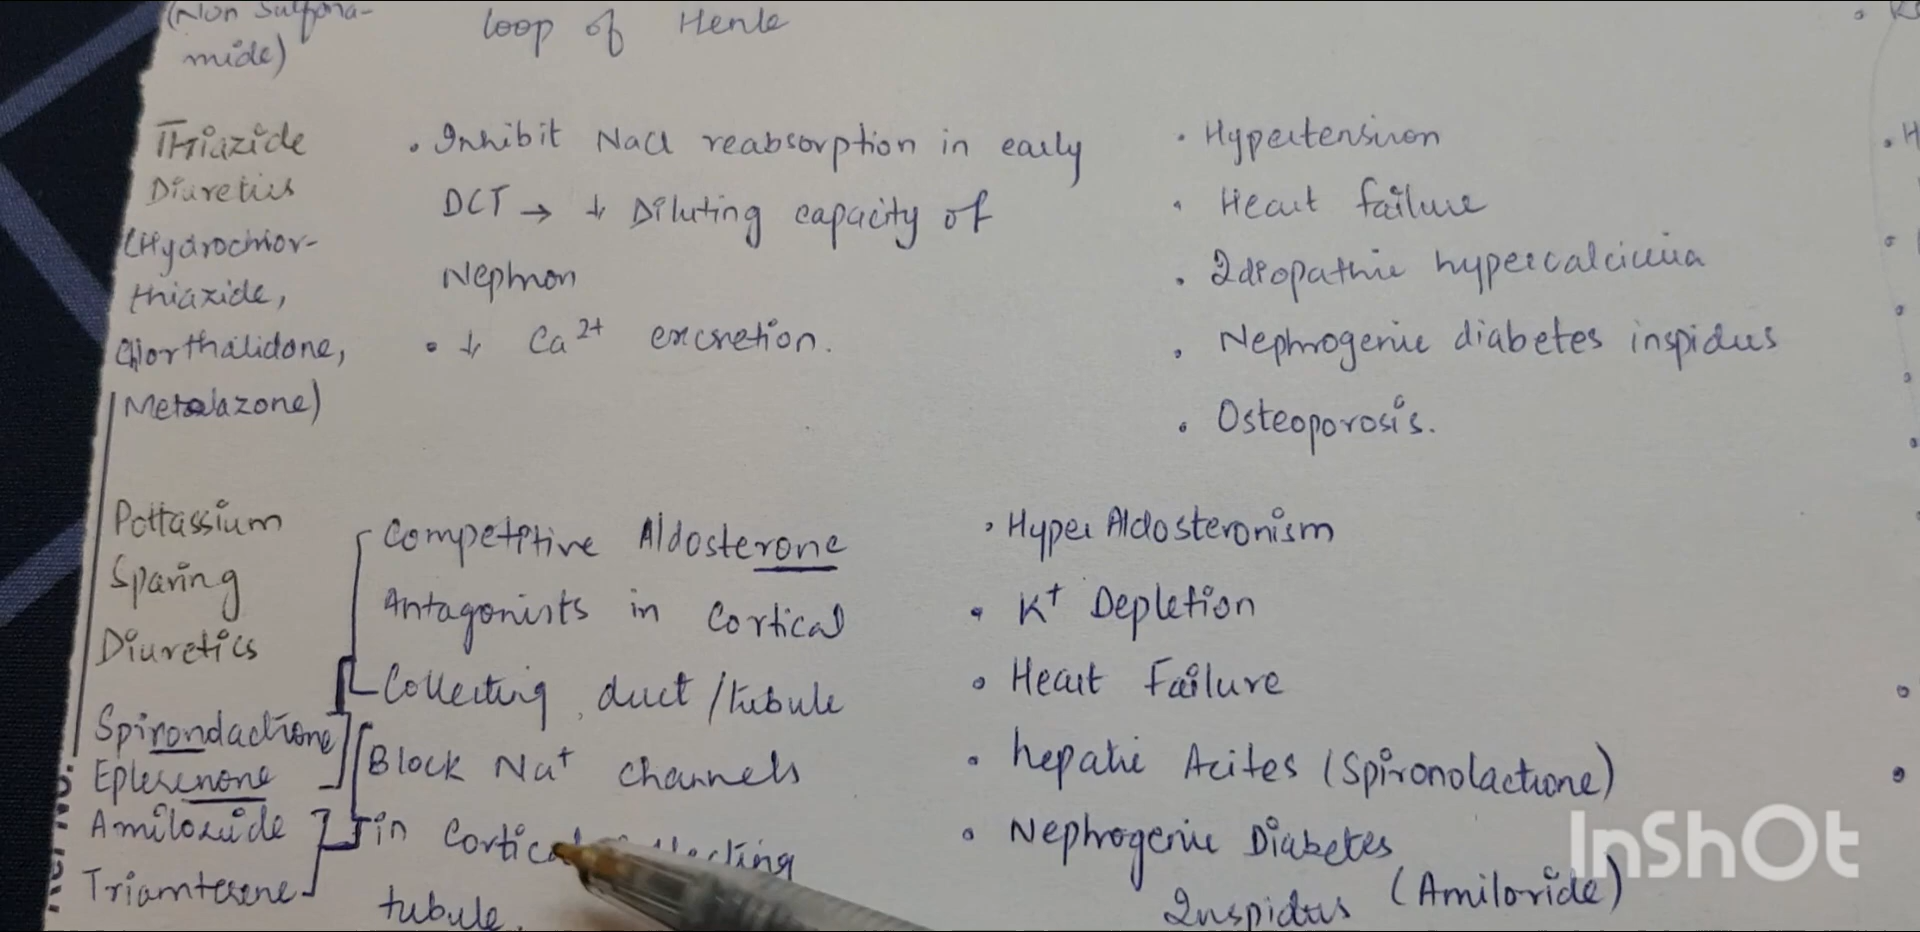 (Non Sulfona-
mide)
loop of Henle
Thiazide
Diuretics
(Hydrochlor-
thiazide,
Chlorthalidone,
Metolazone)
• Inhibit NaCl reabsorption in early
DCT → ↓ Diluting capacity of
Nephron
• ↓ Ca²⁺ excretion.
• Hypertension
• Heart failure
• Idiopathic hypercalciuria
• Nephrogenic diabetes inspidus
• Osteoporosis.
Pottassium
Sparing
Diuretics
Spironolactone
Eplerenone
Amiloride
Triamterene
Competitive Aldosterone
Antagonists in Cortical
Collecting duct/tubule
Block Na⁺ channels
in Cortical
tubule.
• Hyper Aldosteronism
• K⁺ Depletion
• Heart Failure
• hepatic Acites (Spironolactone)
• Nephrogenic Diabetes
Inspidus (Amiloride)
InShOt